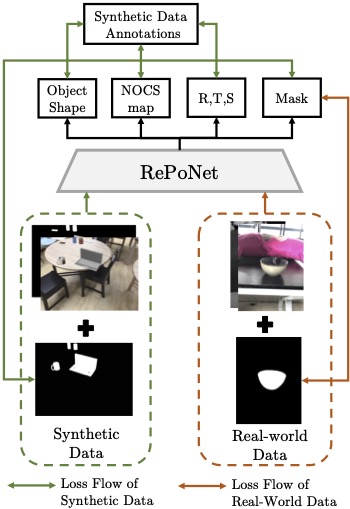 Synthetic Data
Annotations
Object
Shape
NOCS
map
R,T,S
Mask
RePoNet
Synthetic
Data
Real-world
Data
Loss Flow of
Synthetic Data
Loss Flow of
Real-World Data